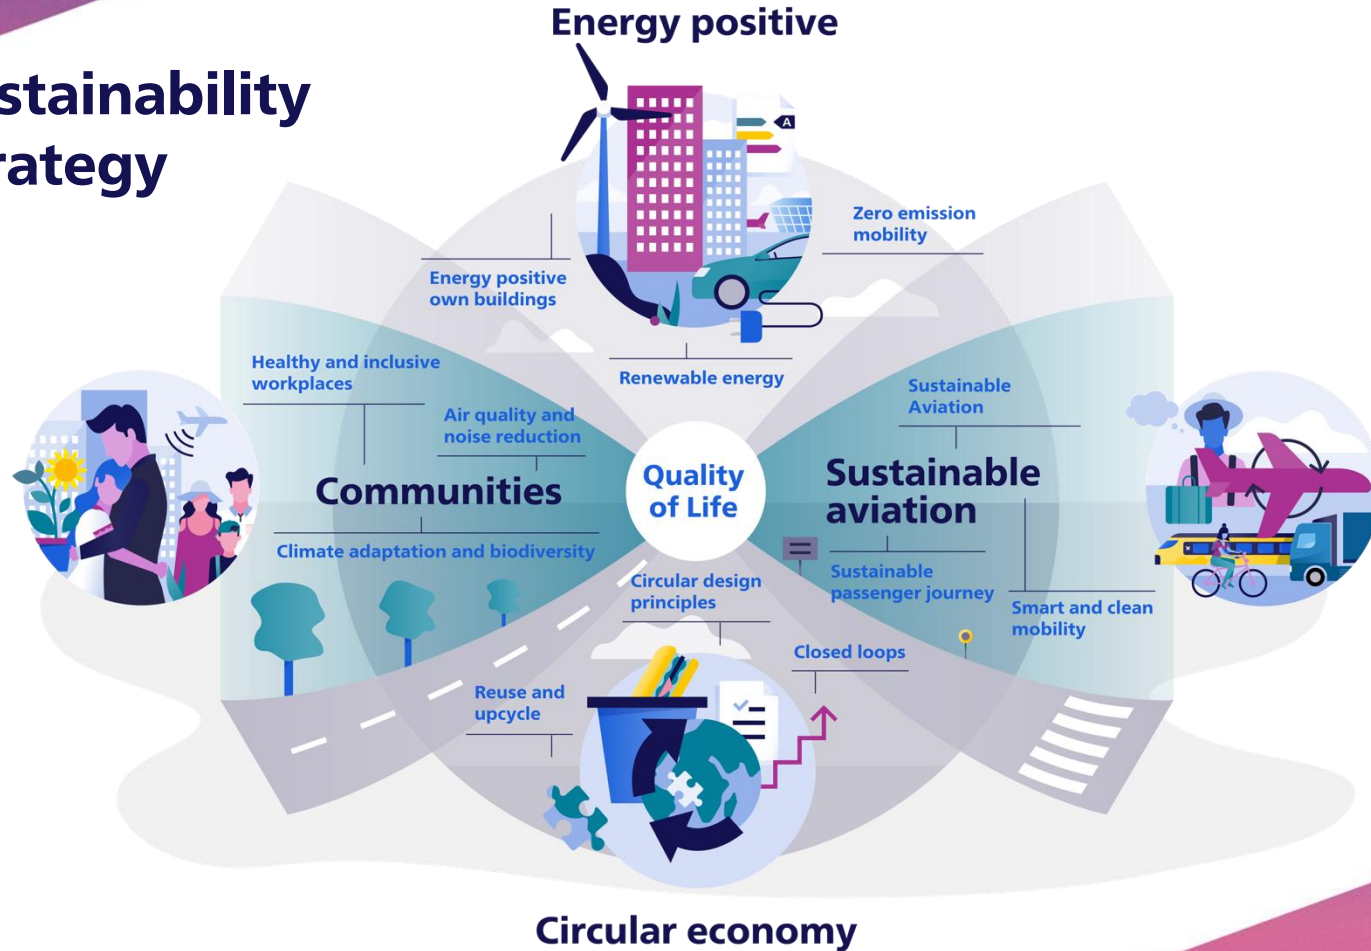 Energy positive
stainability
rategy
A
Zero emission
mobility
Energy positive
own buildings
Healthy and inclusive
workplaces
Renewable energy
Sustainable
Aviation
Air quality and
noise reduction
Communities
Quality
of Life
Sustainable
aviation
Climate adaptation and biodiversity
Circular design
principles
Sustainable
passenger journey
Smart and clean
mobility
Closed loops
Reuse and
upcycle
Circular economy